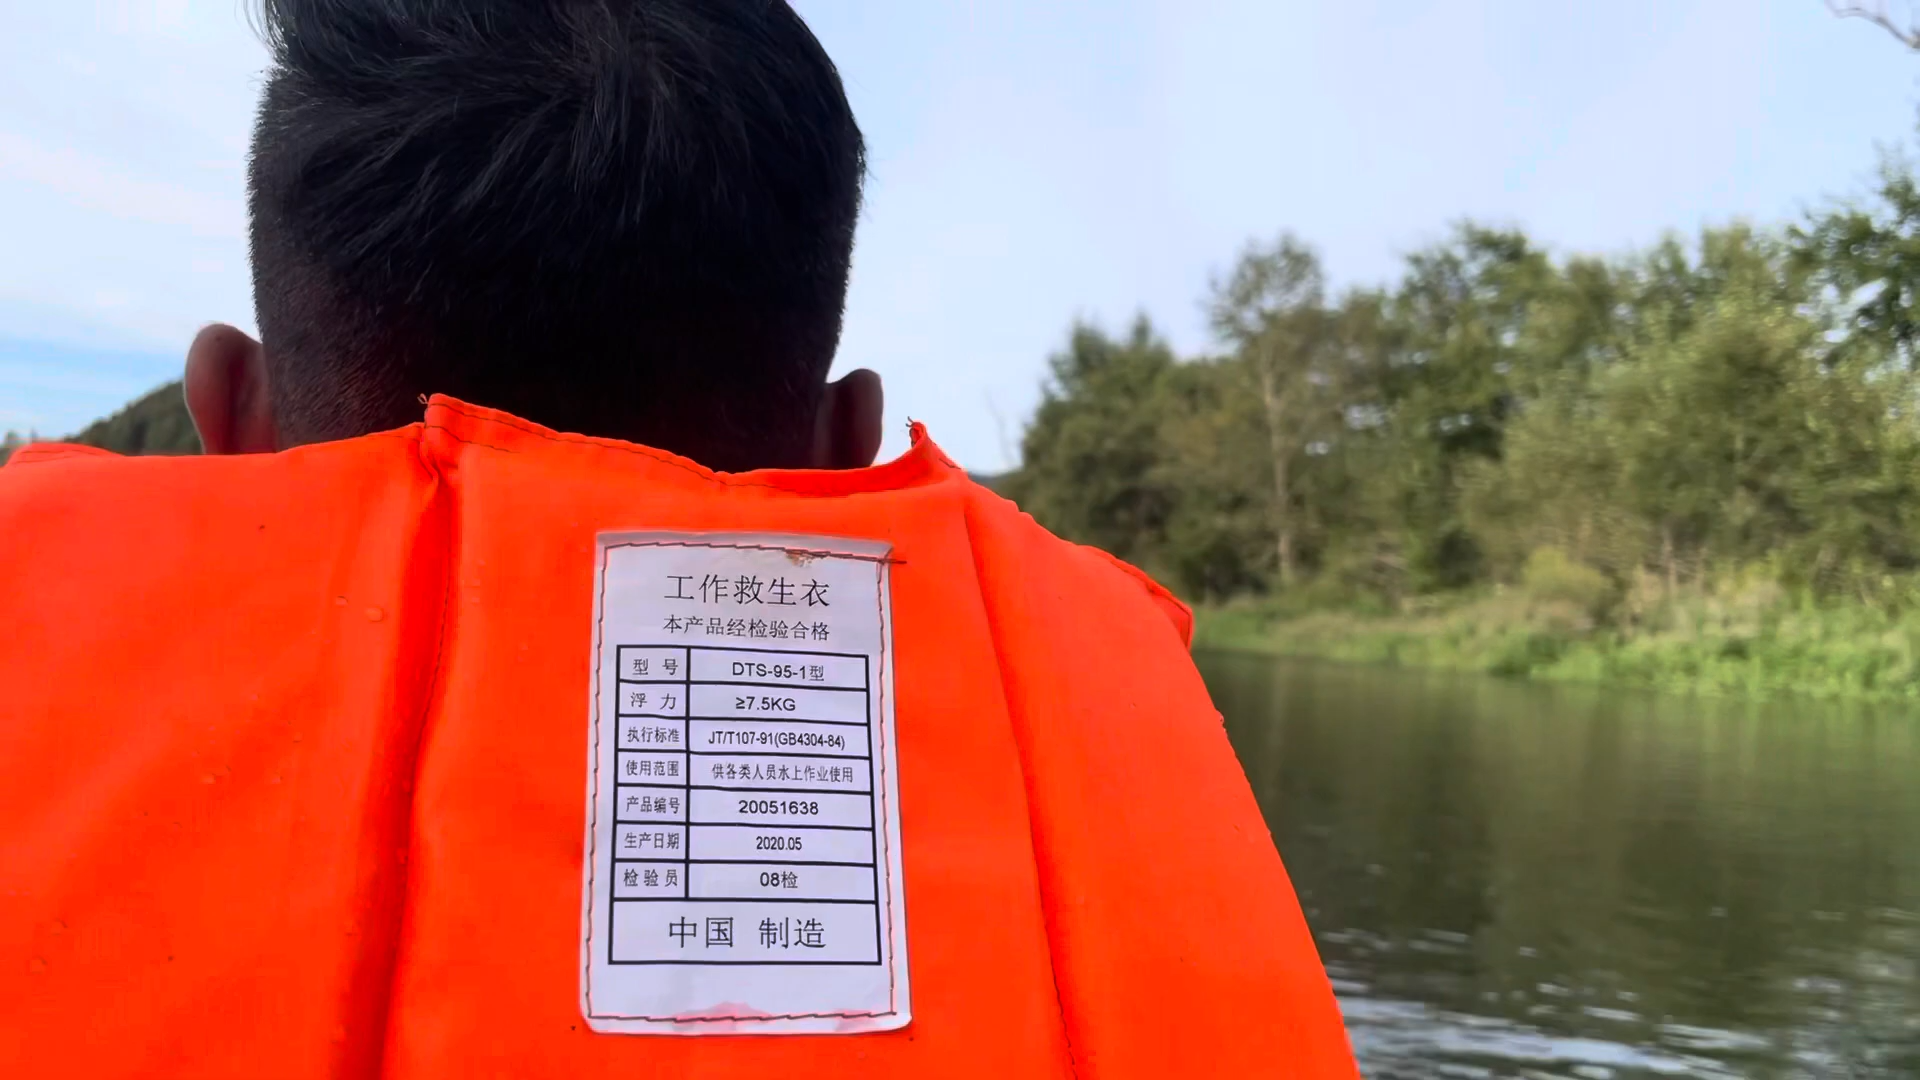 工作救生衣
本产品经检验合格
型 号 DTS-95-1型
浮 力 ≥7.5KG
执行标准 JT/T107-91(GB4304-84)
使用范围 供各类人员水上作业使用
产品编号 20051638
生产日期 2020.05
检 验 员 08检
中国 制造